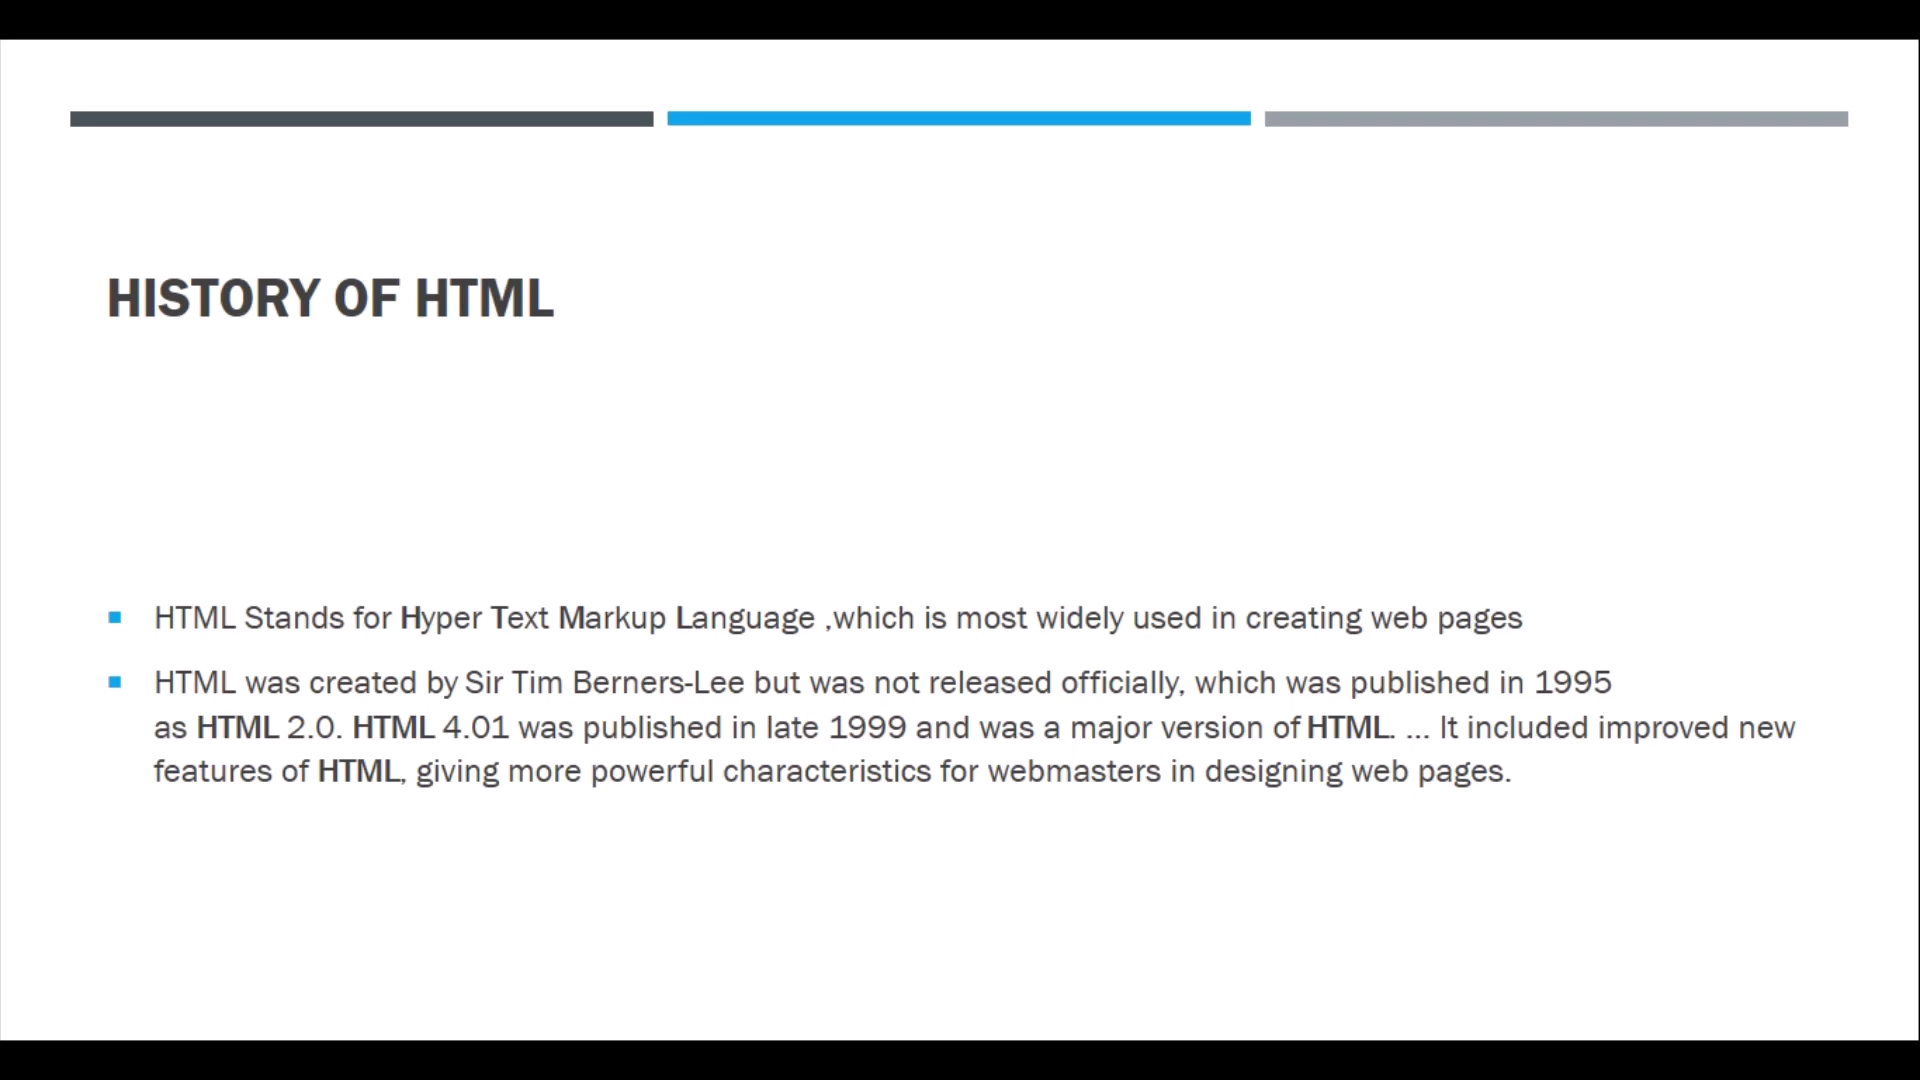 HISTORY OF HTML
HTML Stands for Hyper Text Markup Language ,which is most widely used in creating web pages
HTML was created by Sir Tim Berners-Lee but was not released officially, which was published in 1995
as HTML 2.0. HTML 4.01 was published in late 1999 and was a major version of HTML. ... It included improved new
features of HTML, giving more powerful characteristics for webmasters in designing web pages.